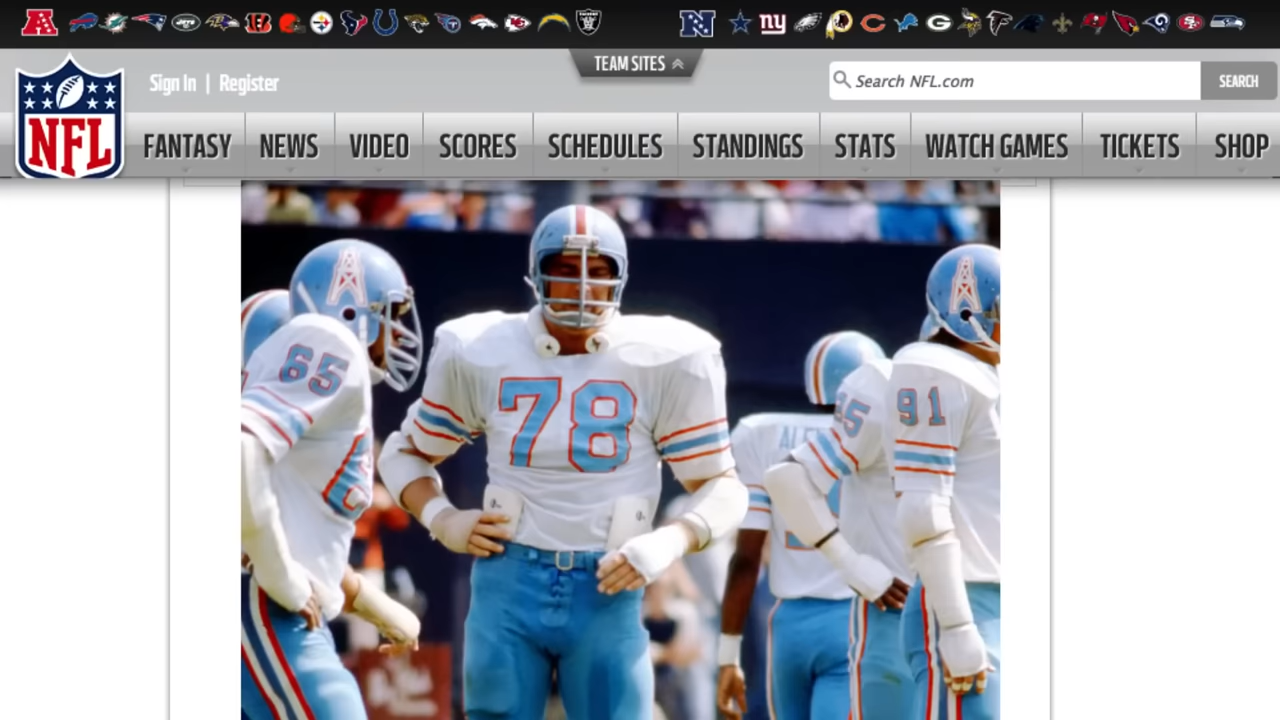 Sign In | Register
TEAM SITES
Search NFL.com
SEARCH
NFL
FANTASY
NEWS
VIDEO
SCORES
SCHEDULES
STANDINGS
STATS
WATCH GAMES
TICKETS
SHOP
65
78
91